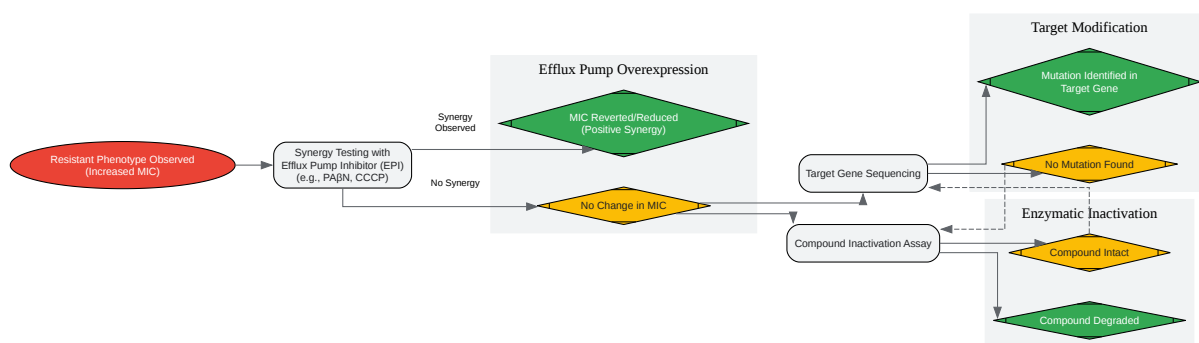 Target Modification
Efflux Pump Overexpression
Mutation Identified in
Target Gene
MIC Reverted/Reduced
(Positive Synergy)
Synergy
Observed
Resistant Phenotype Observed
(Increased MIC)
Synergy Testing with
Efflux Pump Inhibitor (EPI)
(e.g., PAβN, CCCP)
No Synergy
No Change in MIC
Target Gene Sequencing
No Mutation Found
Enzymatic Inactivation
Compound Inactivation Assay
Compound Intact
Compound Degraded